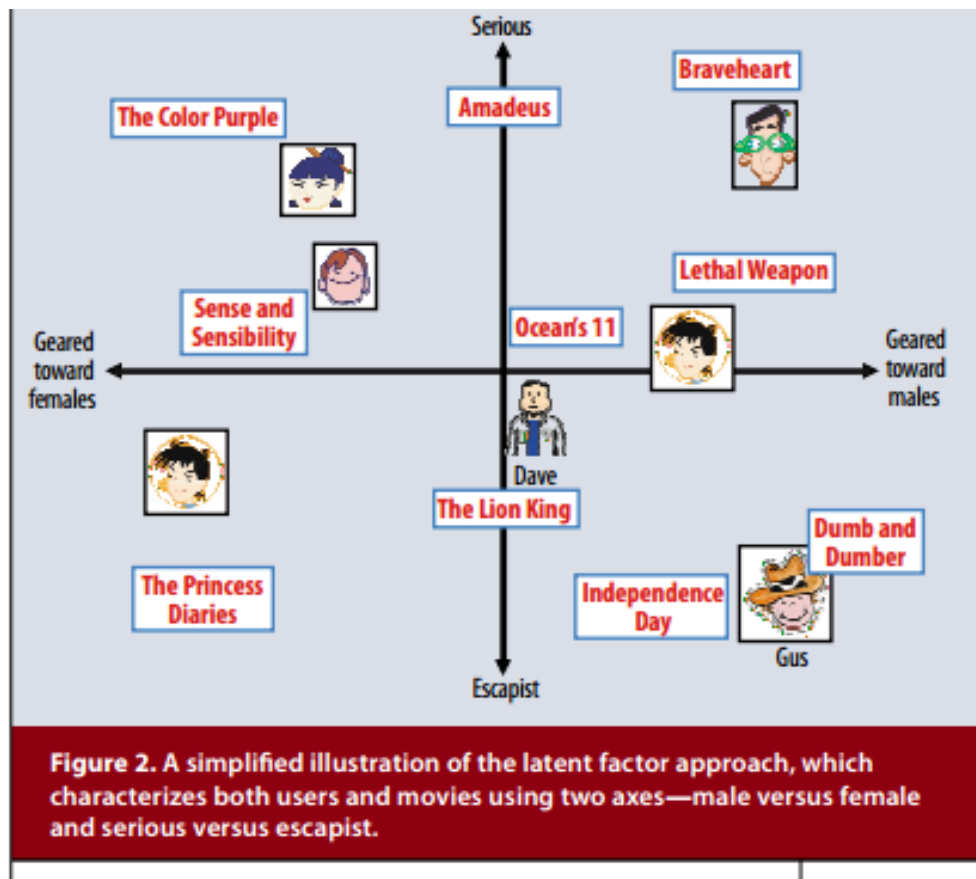 Serious
Braveheart
The Color Purple
Amadeus
Lethal Weapon
Sense and
Sensibility
Ocean's 11
Geared
toward
females
Geared
toward
males
Dave
The Lion King
Dumb and
Dumber
The Princess
Diaries
Independence
Day
Gus
Escapist
Figure 2. A simplified illustration of the latent factor approach, which
characterizes both users and movies using two axes—male versus female
and serious versus escapist.